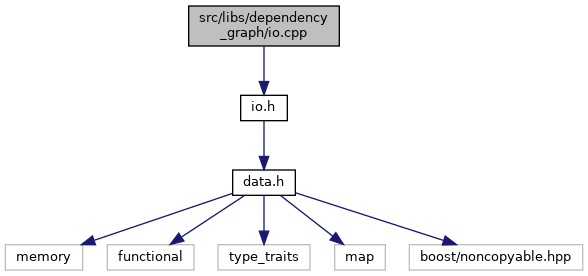 src/libs/dependency
_graph/io.cpp
io.h
data.h
memory
functional
type_traits
map
boost/noncopyable.hpp